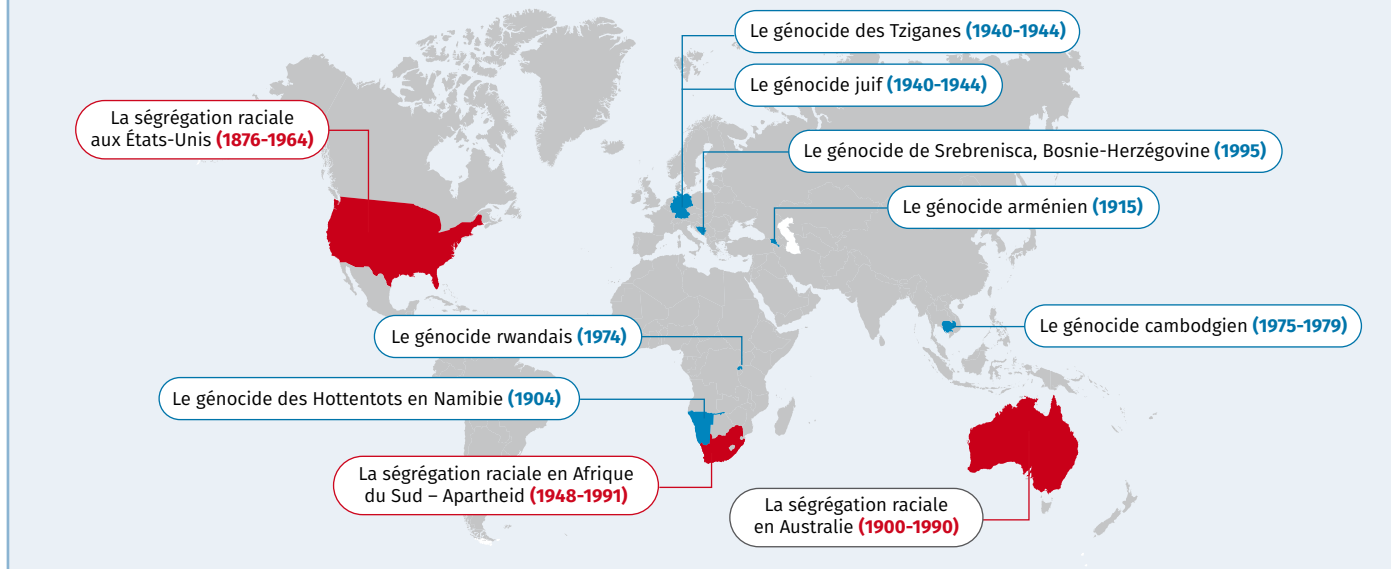 Le génocide des Tziganes (1940-1944)
Le génocide juif (1940-1944)
La ségrégation raciale
aux États-Unis (1876-1964)
Le génocide de Srebrenisca, Bosnie-Herzégovine (1995)
Le génocide arménien (1915)
Le génocide rwandais (1974)
Le génocide cambodgien (1975-1979)
Le génocide des Hottentots en Namibie (1904)
La ségrégation raciale en Afrique
du Sud – Apartheid (1948-1991)
La ségrégation raciale
en Australie (1900-1990)